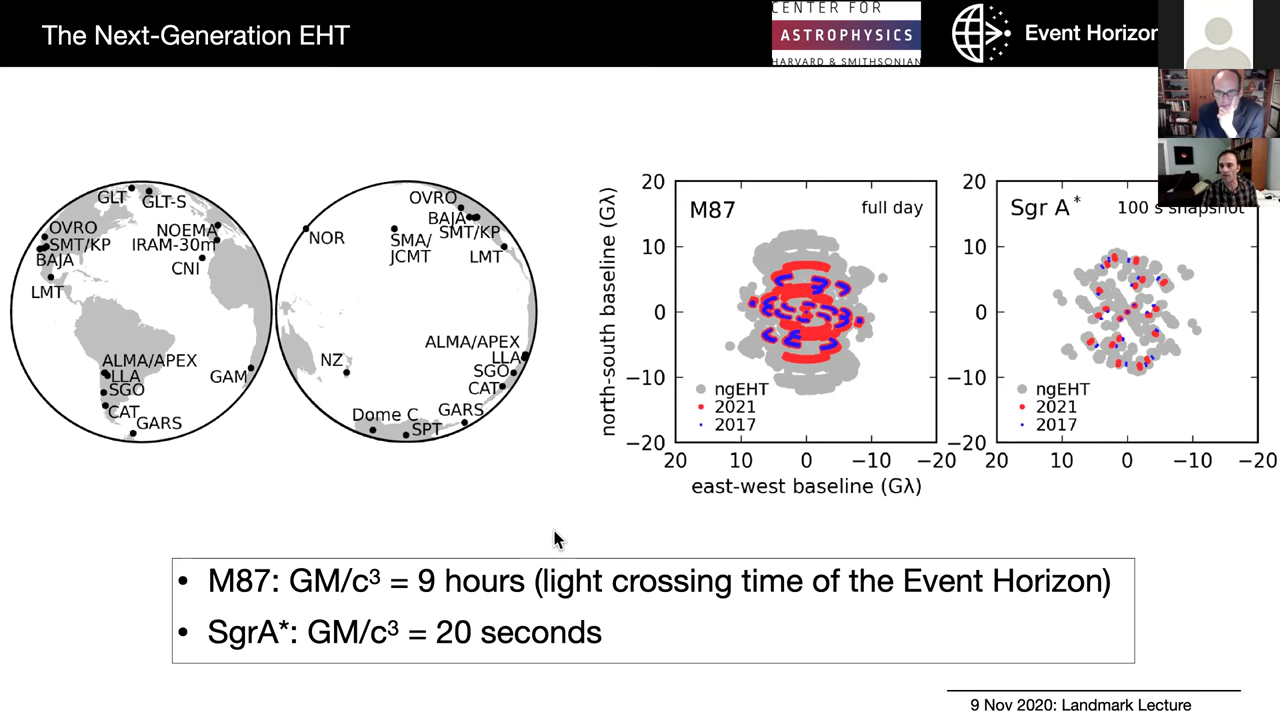 The Next-Generation EHT
CENTER FOR
ASTROPHYSICS
HARVARD & SMITHSONIAN
Event Horizon
GLT
GLT-S
OVRO
SMT/KP
BAJA
LMT
NOEMA
IRAM-30m
CNI
ALMA/APEX
LLA
SGO
CAT
GARS
GAM
NOR
SMA/
JCMT
OVRO
BAJA
SMT/KP
LMT
NZ
ALMA/APEX
LLA
SGO
CAT
GARS
Dome C
SPT
north-south baseline (Gλ)
20
10
0
−10
−20
M87
full day
ngEHT
2021
2017
20 10 0 −10 −20
east-west baseline (Gλ)
20
10
0
−10
−20
Sgr A*
100 s snapshot
ngEHT
2021
2017
20 10 0 −10 −20
• M87: GM/c³ = 9 hours (light crossing time of the Event Horizon)
• SgrA*: GM/c³ = 20 seconds
9 Nov 2020: Landmark Lecture